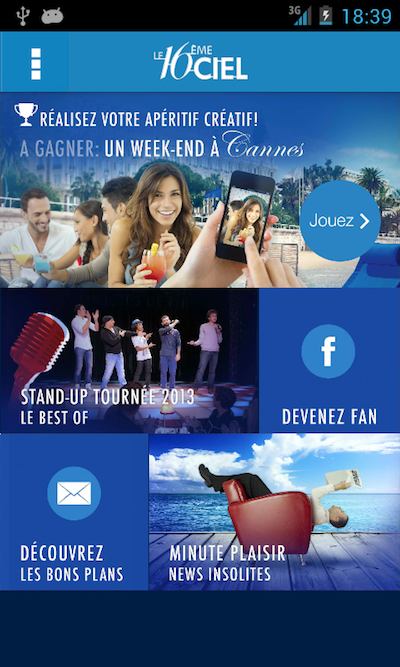 3G 18:39
LE 16ÈME CIEL
RÉALISEZ VOTRE APÉRITIF CRÉATIF!
A GAGNER: UN WEEK-END À Cannes
Jouez >
STAND-UP TOURNÉE 2013
LE BEST OF
f
DEVENEZ FAN
DÉCOUVREZ
LES BONS PLANS
MINUTE PLAISIR
NEWS INSOLITES